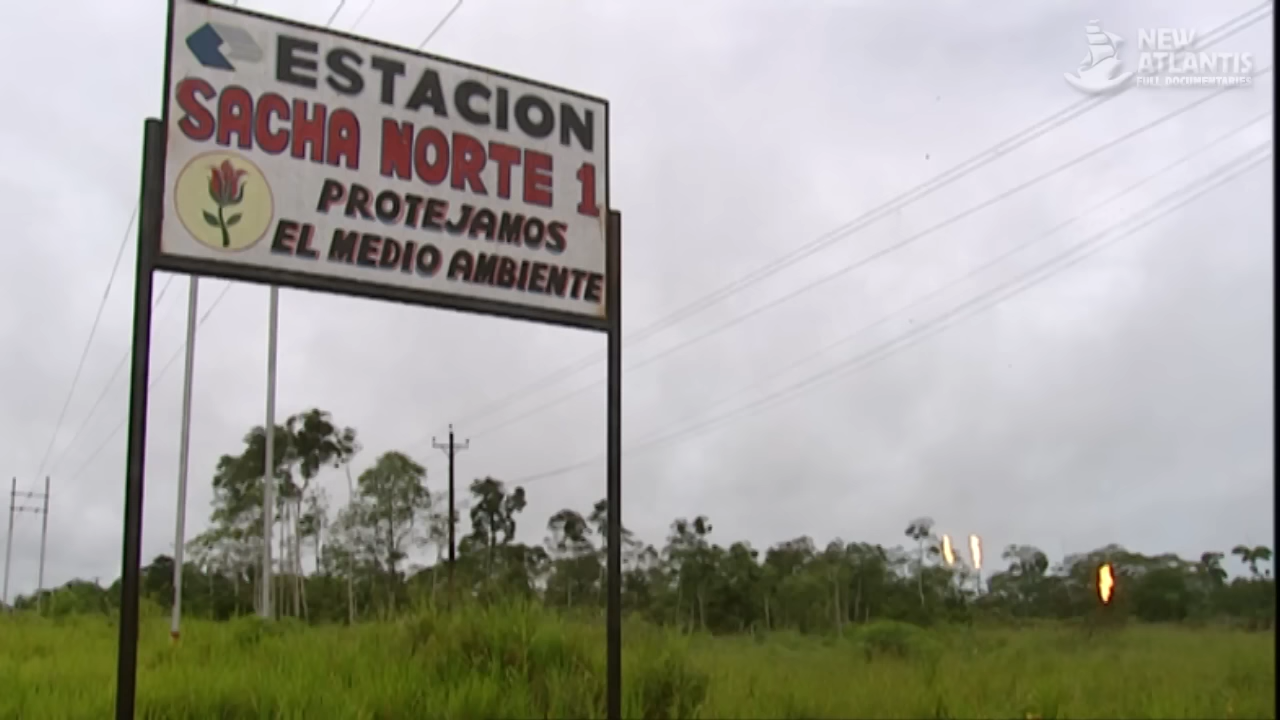 ESTACION
SACHA NORTE 1
PROTEJAMOS
EL MEDIO AMBIENTE
NEW
ATLANTIS
FULL DOCUMENTARIES